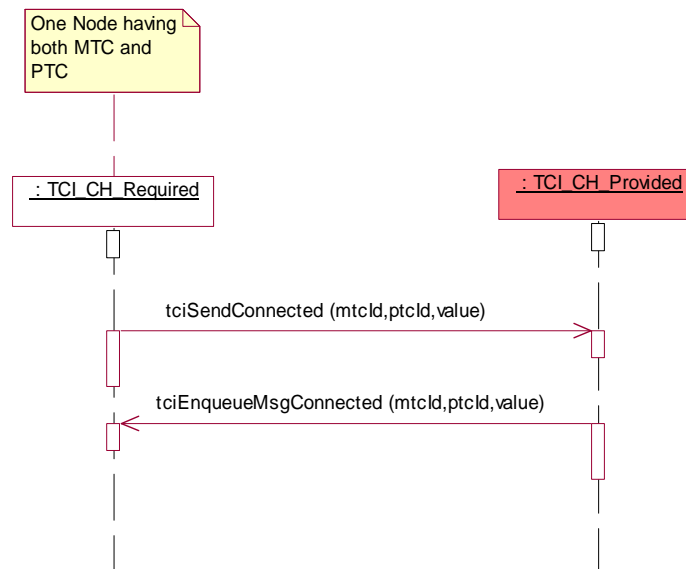 One Node having
both MTC and
PTC
: TCI_CH_Required
: TCI_CH_Provided
tciSendConnected (mtcId,ptcId,value)
tciEnqueueMsgConnected (mtcId,ptcId,value)